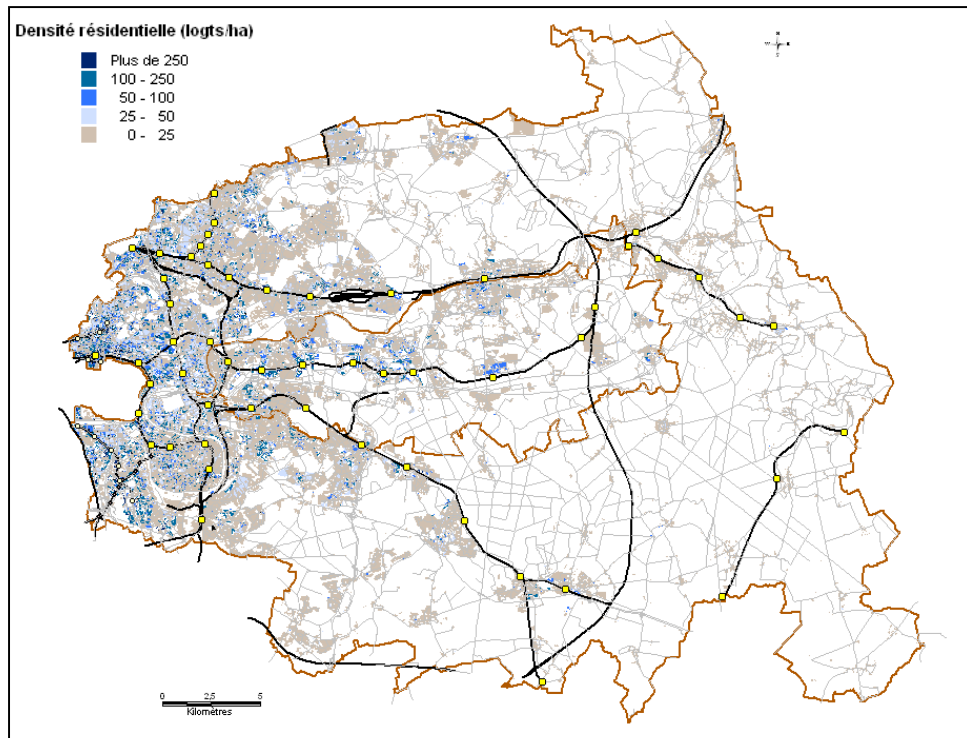 Densité résidentielle (logts/ha)
Plus de 250
100 - 250
50 - 100
25 - 50
0 - 25
0 2,5 5
Kilomètres